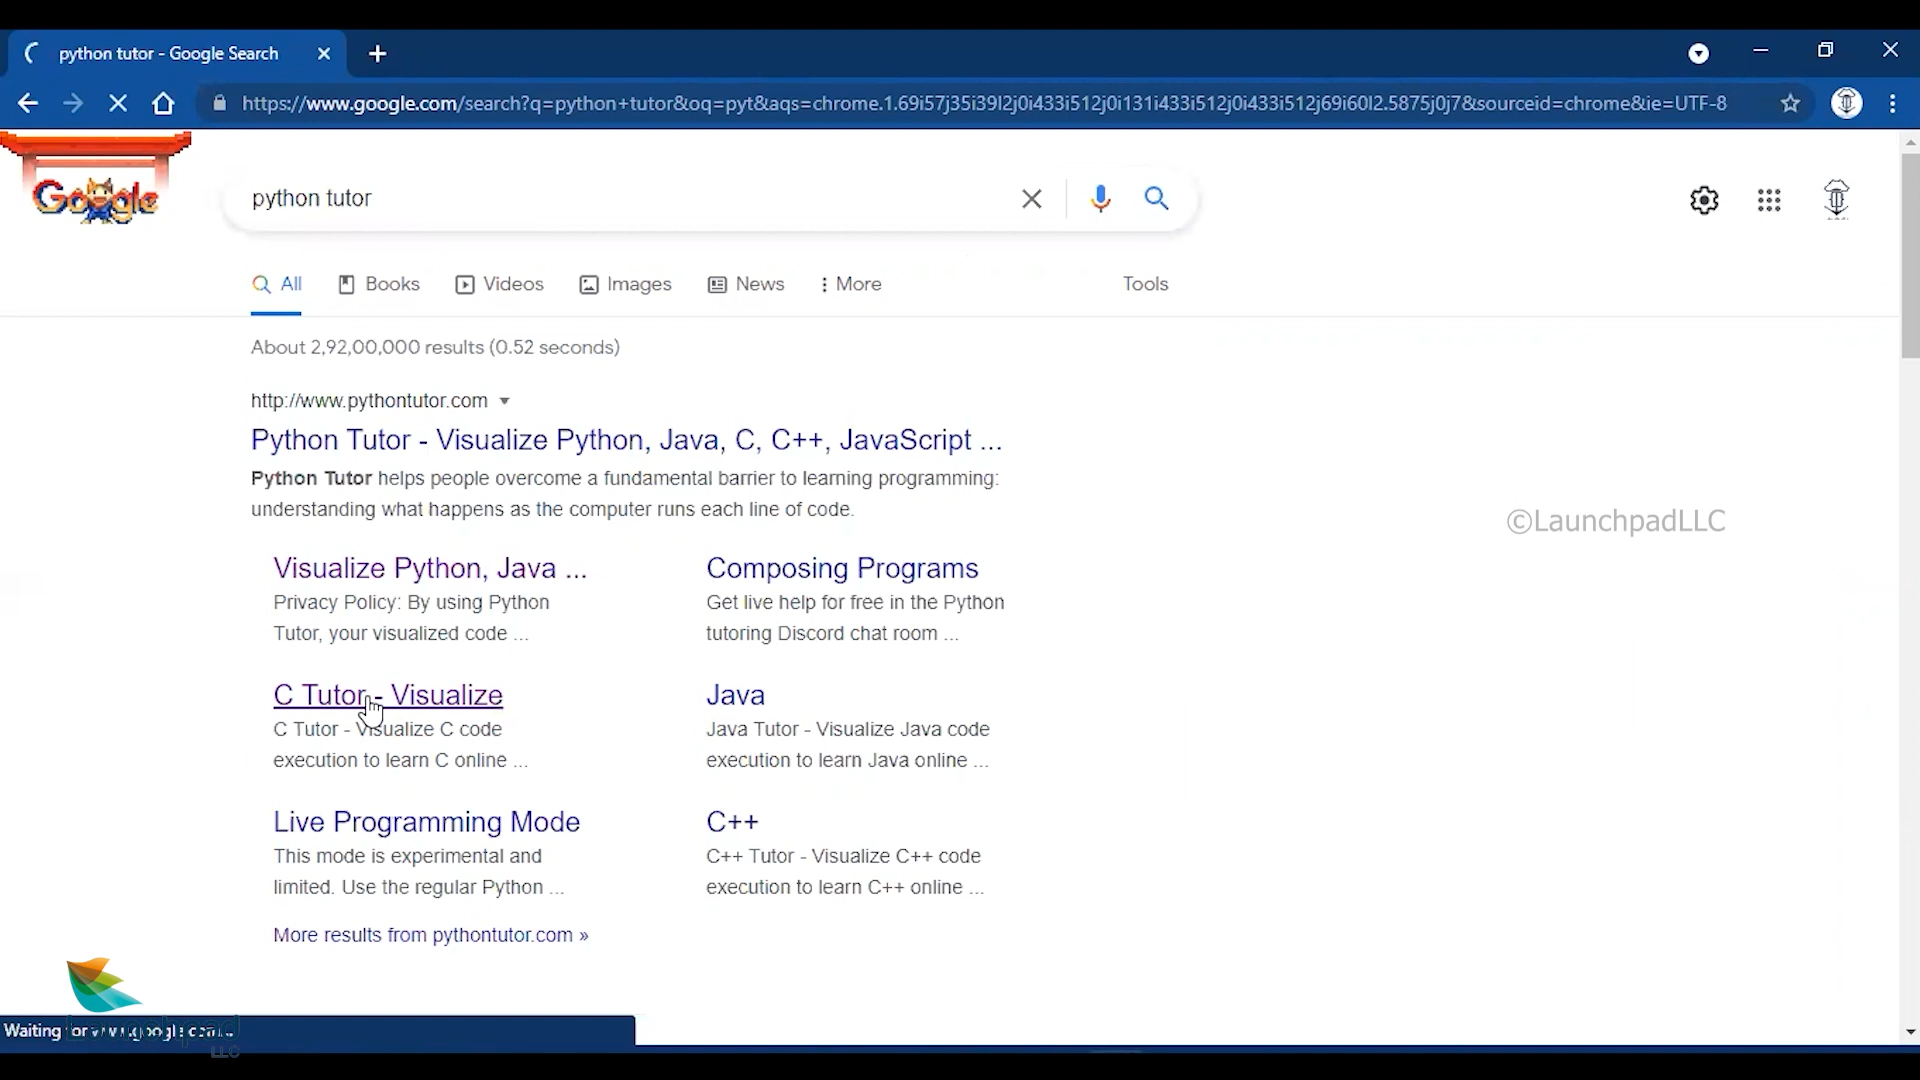 python tutor - Google Search
https://www.google.com/search?q=python+tutor&oq=pyt&aqs=chrome.1.69i57j35i39l2j0i433i512j0i131i433i512j0i433i512j69i60l2.5875j0j7&sourceid=chrome&ie=UTF-8
Google
python tutor
All Books Videos Images News More Tools
About 2,92,00,000 results (0.52 seconds)
http://www.pythontutor.com
Python Tutor - Visualize Python, Java, C, C++, JavaScript ...
Python Tutor helps people overcome a fundamental barrier to learning programming:
understanding what happens as the computer runs each line of code.
©LaunchpadLLC
Visualize Python, Java ...
Privacy Policy: By using Python
Tutor, your visualized code ...
Composing Programs
Get live help for free in the Python
tutoring Discord chat room ...
C Tutor - Visualize
C Tutor - Visualize C code
execution to learn C online ...
Java
Java Tutor - Visualize Java code
execution to learn Java online ...
Live Programming Mode
This mode is experimental and
limited. Use the regular Python ...
C++
C++ Tutor - Visualize C++ code
execution to learn C++ online ...
More results from pythontutor.com »
Waiting for www.google.com...
Launchpad
LLC